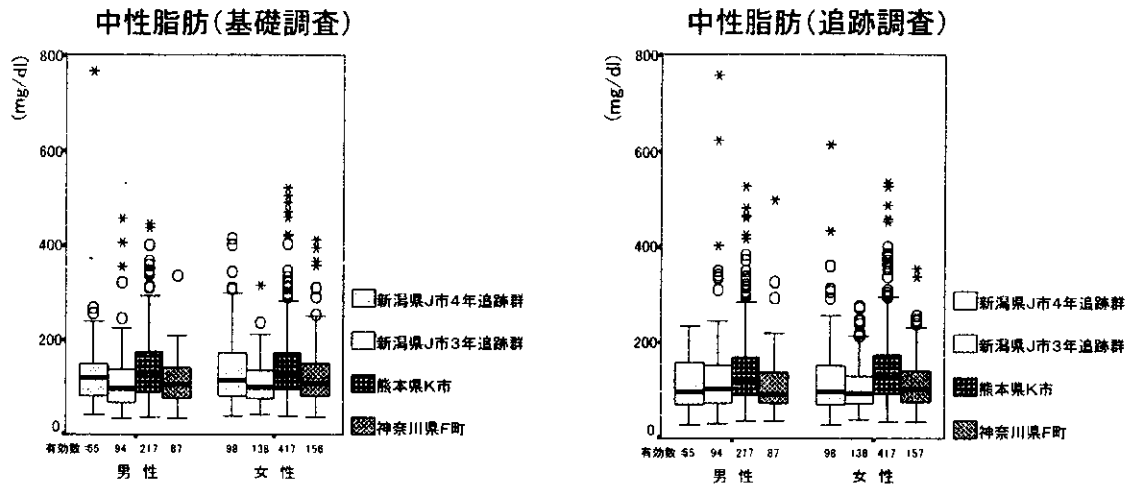 中性脂肪(基礎調査)
(mg/dl)
800
600
400
200
0
有効数
94
217
87
98
138
417
156
男 性
女 性
新潟県J市4年追跡群
新潟県J市3年追跡群
熊本県K市
神奈川県F町
中性脂肪(追跡調査)
(mg/dl)
800
600
400
200
0
有効数
94
87
98
138
417
157
男 性
女 性
新潟県J市4年追跡群
新潟県J市3年追跡群
熊本県K市
神奈川県F町